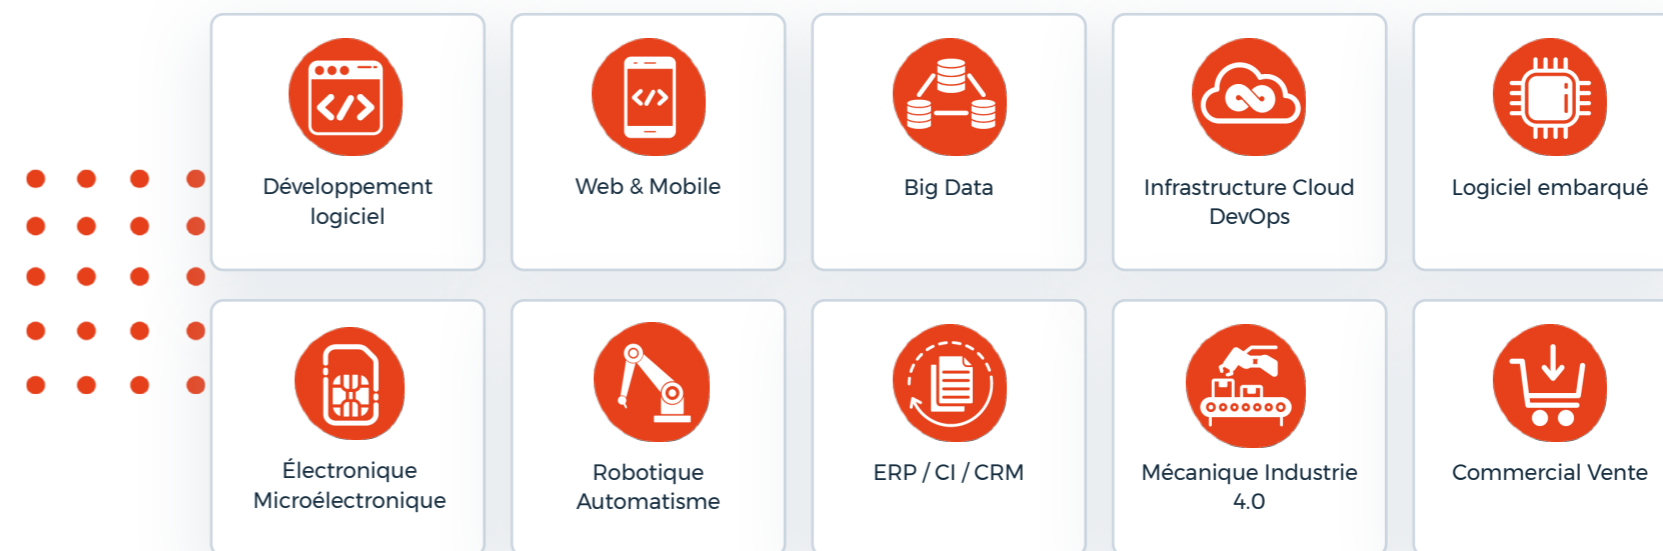 Développement
logiciel
Web & Mobile
Big Data
Infrastructure Cloud
DevOps
Logiciel embarqué
Électronique
Microélectronique
Robotique
Automatisme
ERP / CI / CRM
Mécanique Industrie
4.0
Commercial Vente